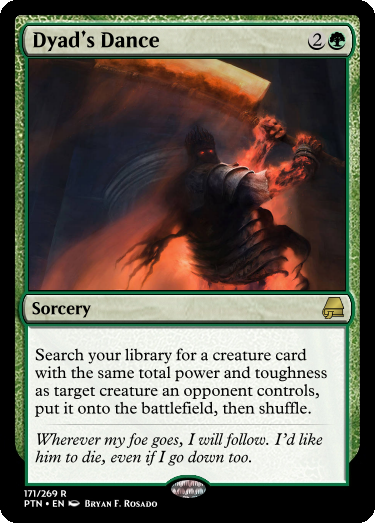 Dyad's Dance 2
Sorcery
Search your library for a creature card
with the same total power and toughness
as target creature an opponent controls,
put it onto the battlefield, then shuffle.
Wherever my foe goes, I will follow. I'd like
him to die, even if I go down too.
171/269 R
PTN • EN Bryan F. Rosado